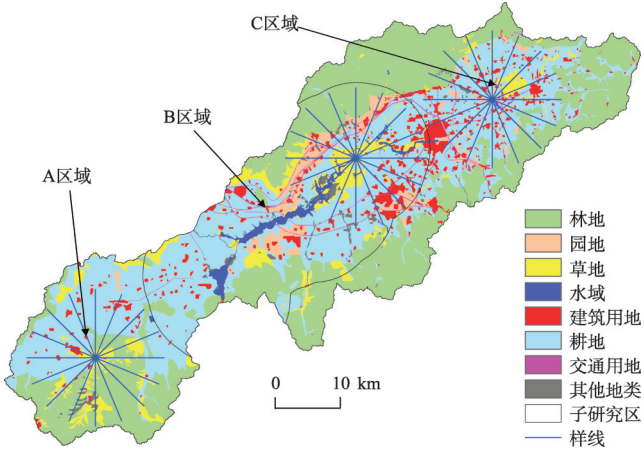 C区域
B区域
A区域
0 10 km
林地
园地
草地
水域
建筑用地
耕地
交通用地
其他地类
子研究区
样线